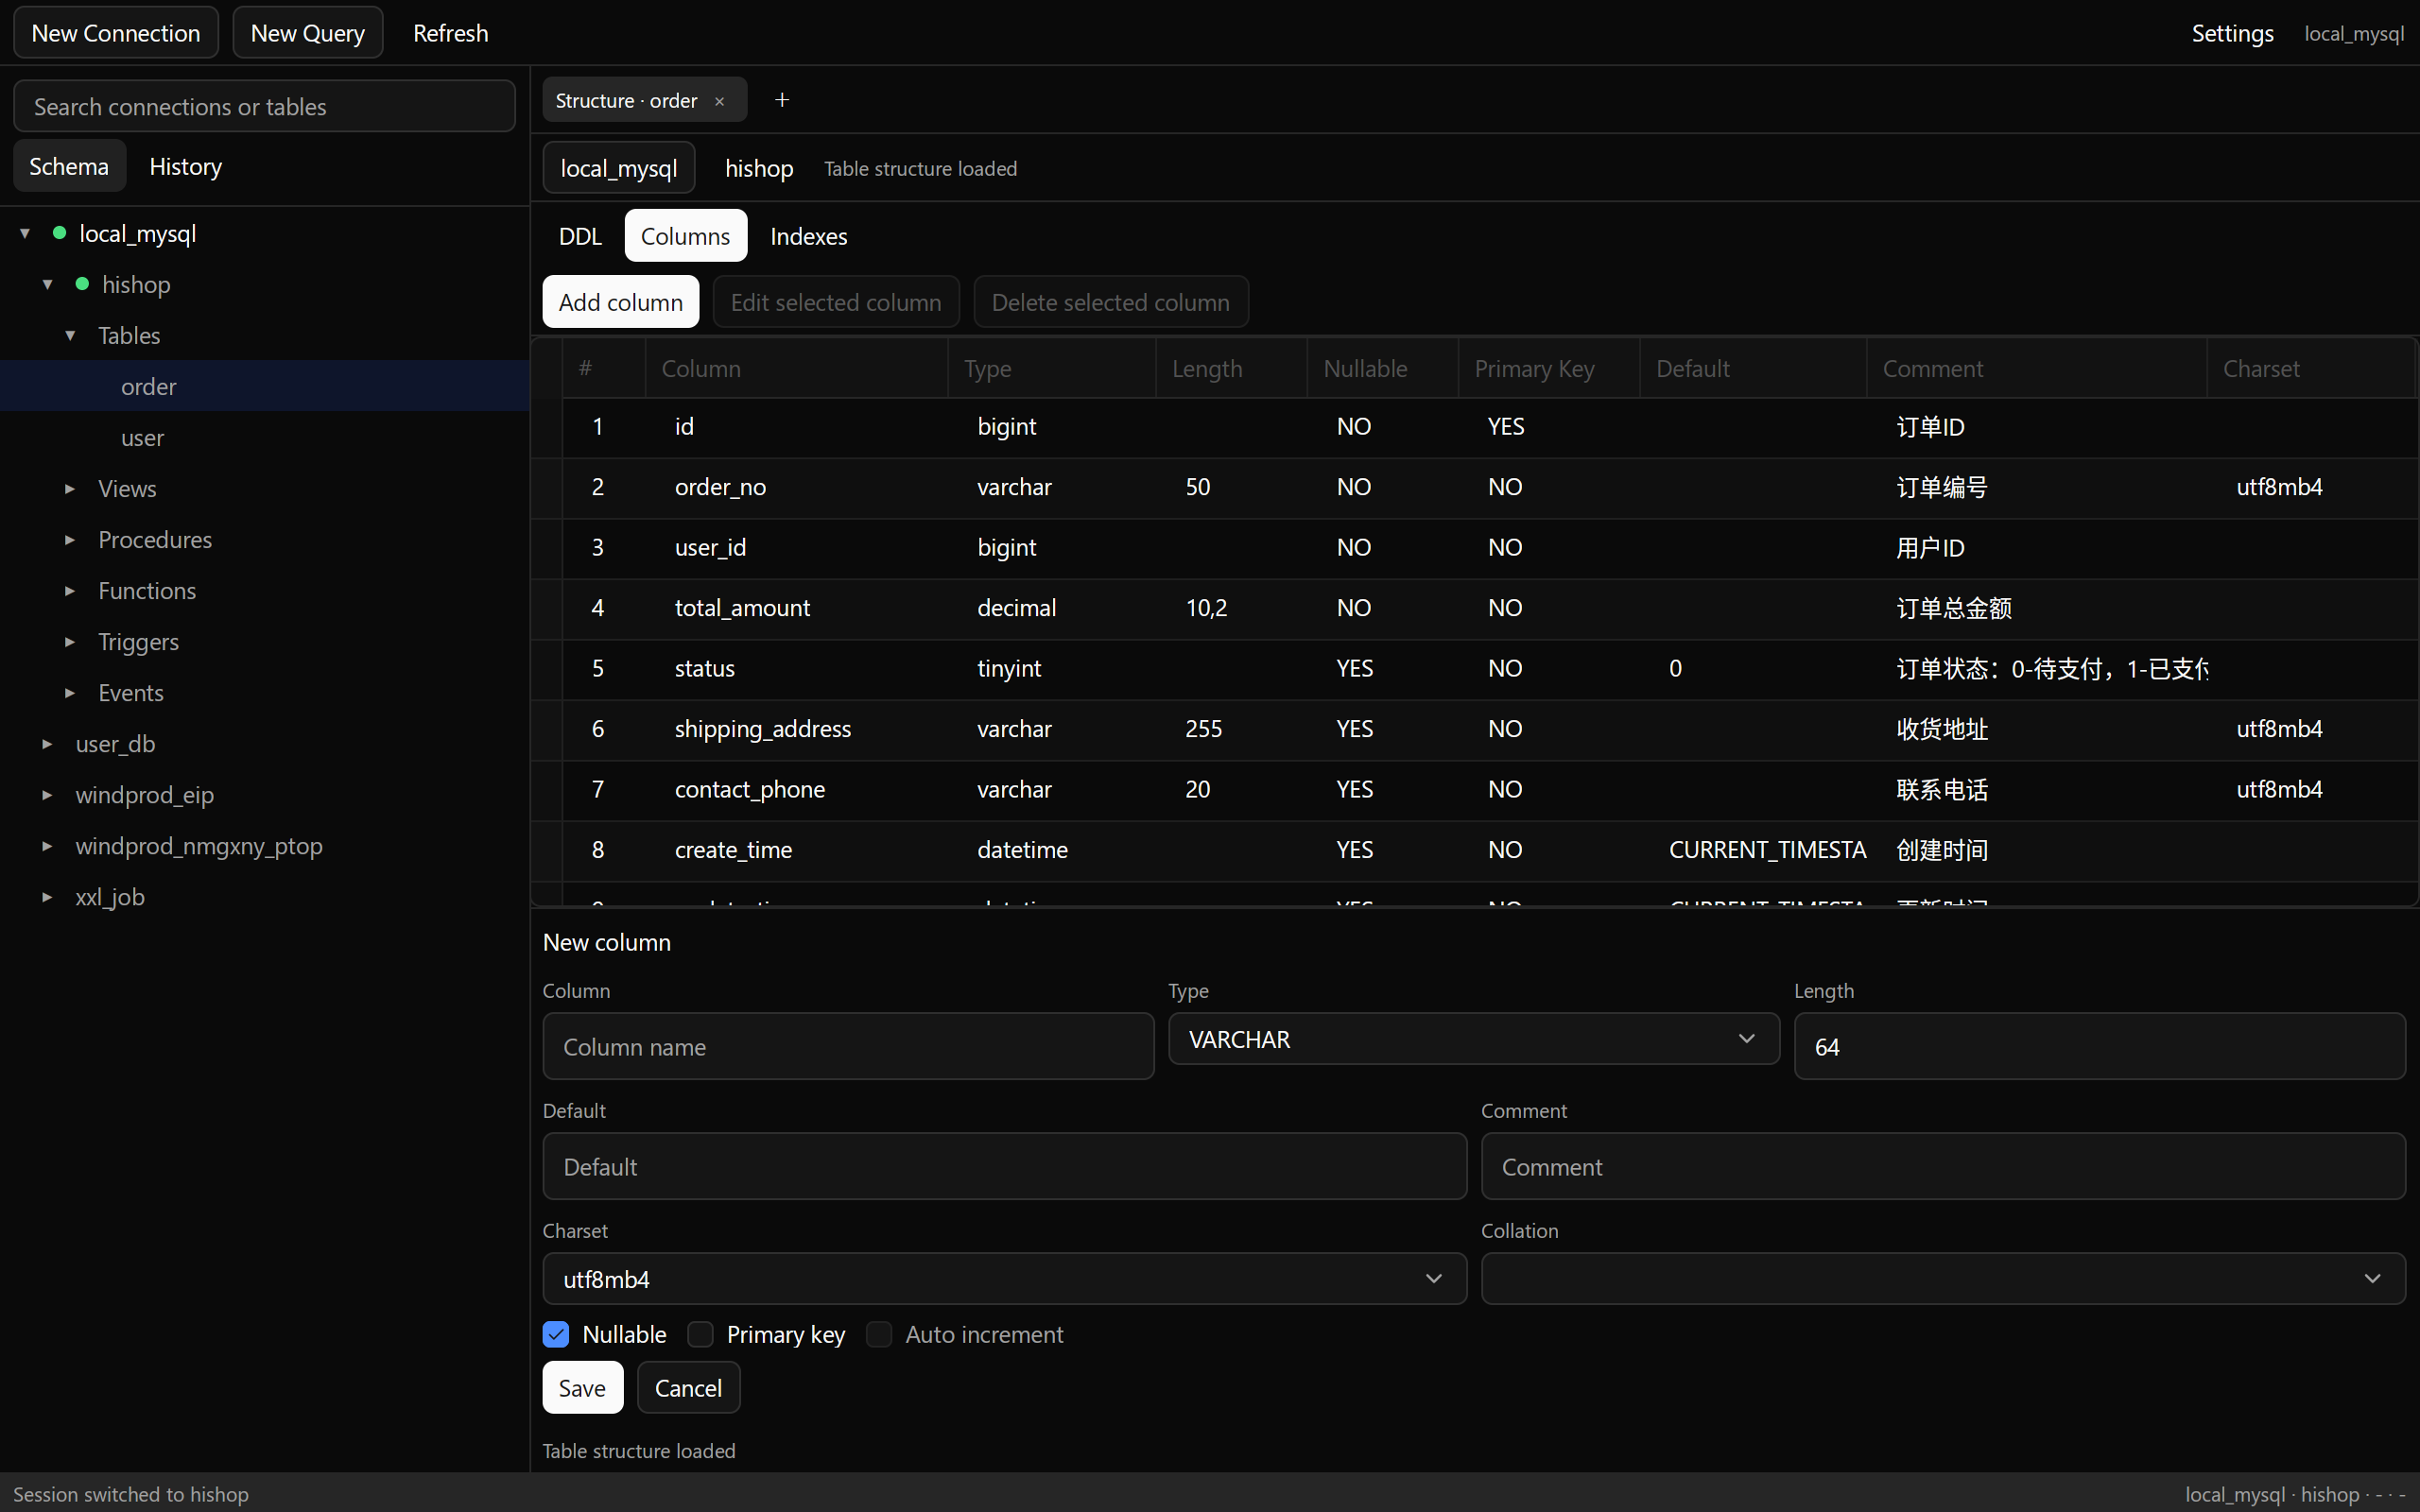 New Connection New Query Refresh Settings local_mysql
Search connections or tables
Schema History
local_mysql
hishop
Tables
order
user
Views
Procedures
Functions
Triggers
Events
user_db
windprod_eip
windprod_nmgxny_ptop
xxl_job
Structure · order × +
local_mysql hishop Table structure loaded
DDL Columns Indexes
Add column Edit selected column Delete selected column
# Column Type Length Nullable Primary Key Default Comment Charset
1 id bigint NO YES 订单ID
2 order_no varchar 50 NO NO 订单编号 utf8mb4
3 user_id bigint NO NO 用户ID
4 total_amount decimal 10,2 NO NO 订单总金额
5 status tinyint YES NO 0 订单状态：0-待支付，1-已支付
6 shipping_address varchar 255 YES NO 收货地址 utf8mb4
7 contact_phone varchar 20 YES NO 联系电话 utf8mb4
8 create_time datetime YES NO CURRENT_TIMESTA 创建时间
New column
Column Type Length
Column name VARCHAR 64
Default Comment
Default Comment
Charset Collation
utf8mb4
Nullable Primary key Auto increment
Save Cancel
Table structure loaded
Session switched to hishop local_mysql · hishop · - · -